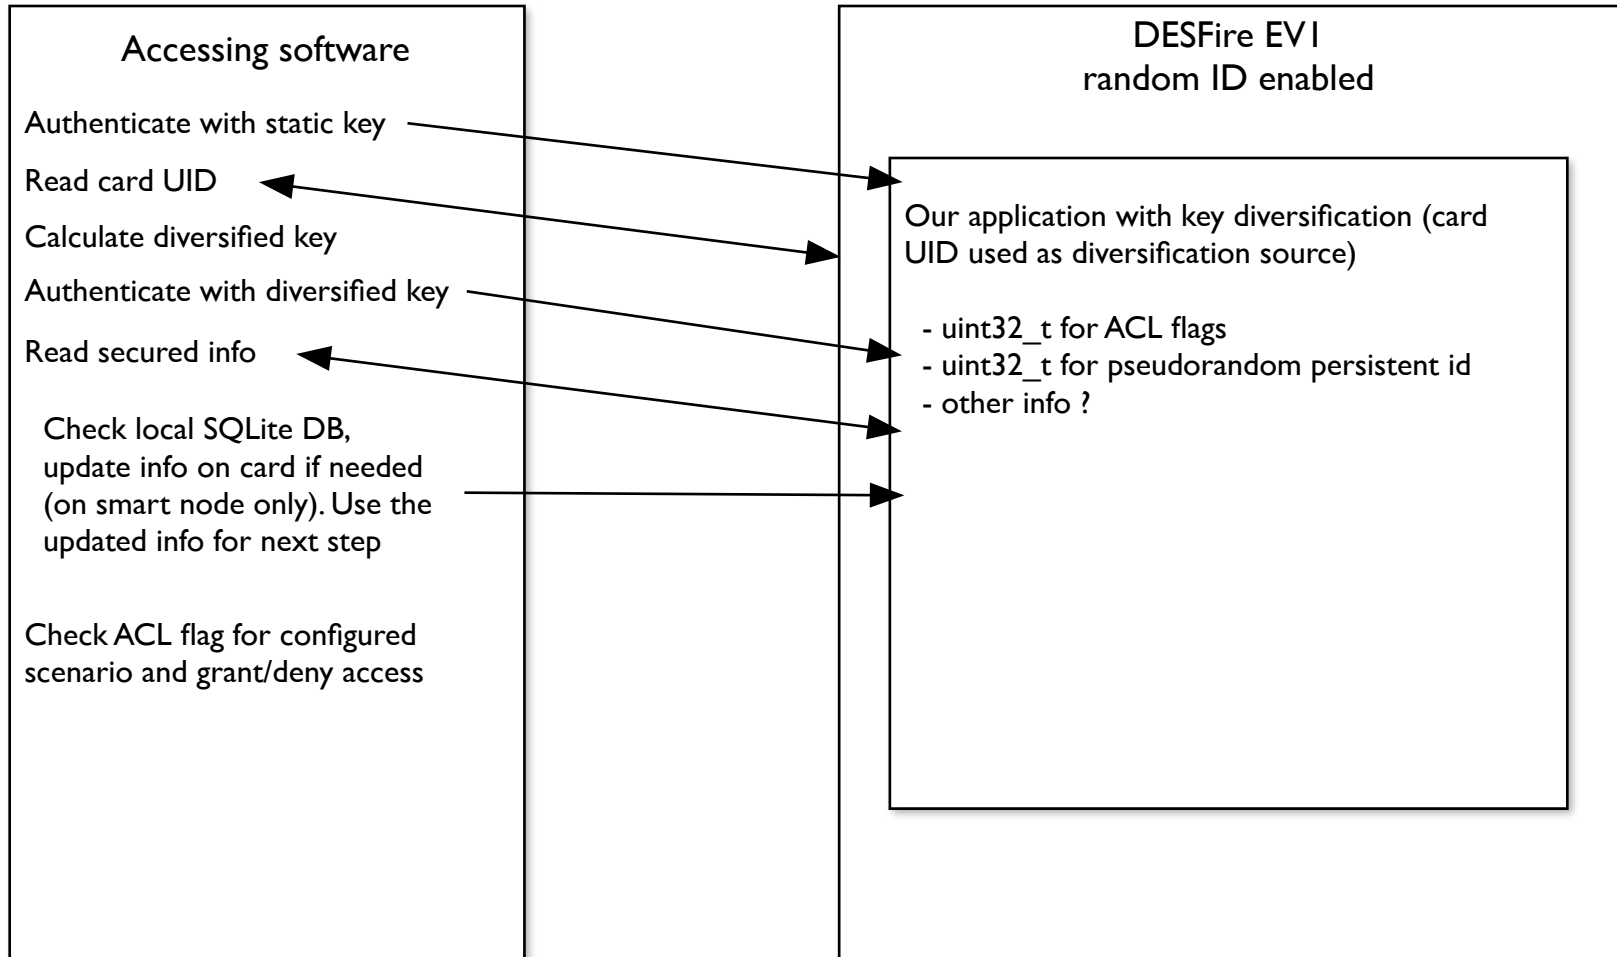 Accessing software
Authenticate with static key
Read card UID
Calculate diversified key
Authenticate with diversified key
Read secured info
Check local SQLite DB,
update info on card if needed
(on smart node only). Use the
updated info for next step
Check ACL flag for configured
scenario and grant/deny access
DESFire EV1
random ID enabled
Our application with key diversification (card
UID used as diversification source)
- uint32_t for ACL flags
- uint32_t for pseudorandom persistent id
- other info ?